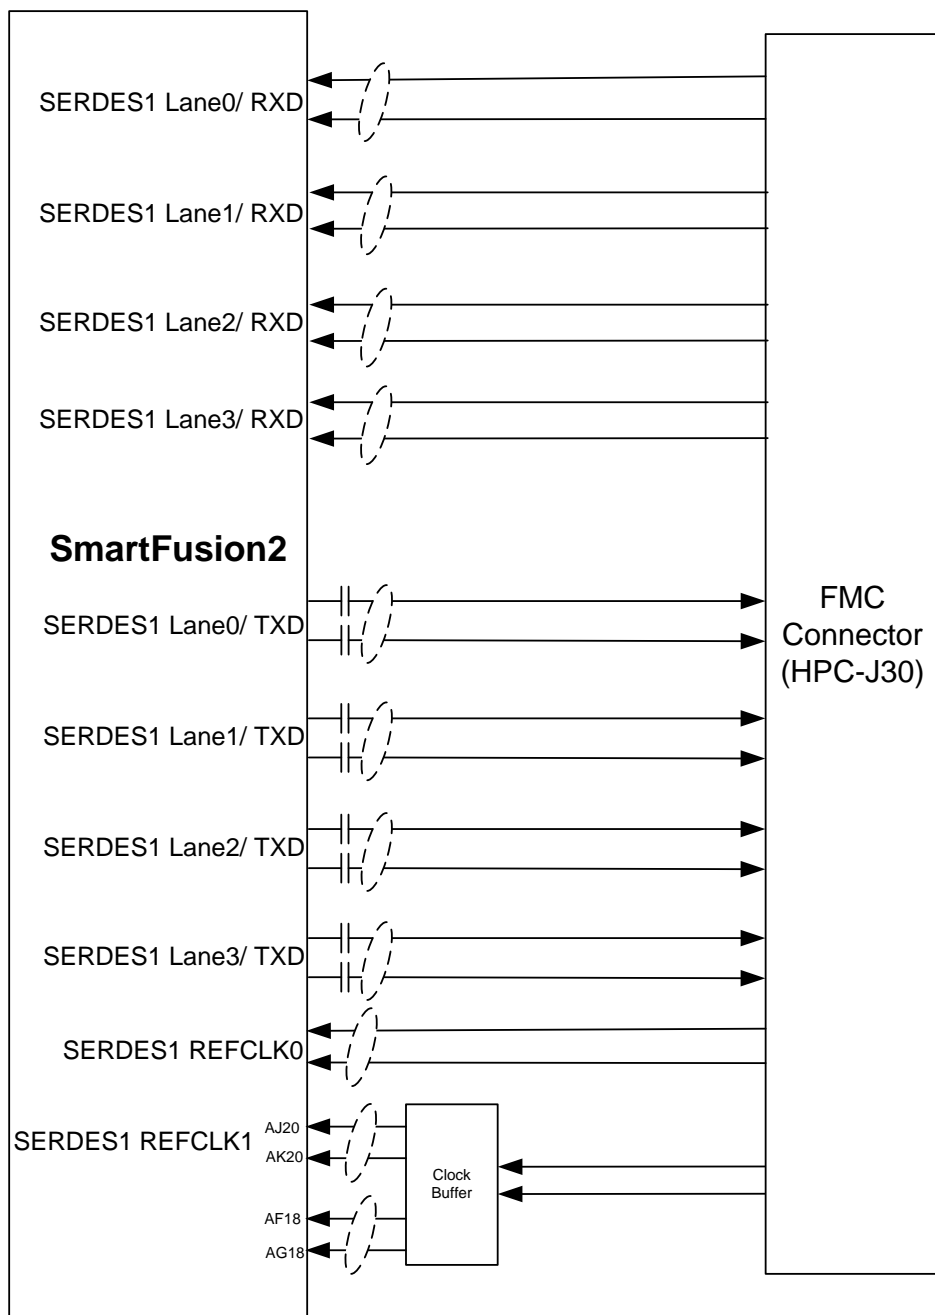 SERDES1 Lane0/ RXD
SERDES1 Lane1/ RXD
SERDES1 Lane2/ RXD
SERDES1 Lane3/ RXD
SmartFusion2
SERDES1 Lane0/ TXD
SERDES1 Lane1/ TXD
SERDES1 Lane2/ TXD
SERDES1 Lane3/ TXD
SERDES1 REFCLK0
SERDES1 REFCLK1
AJ20
AK20
AF18
AG18
Clock
Buffer
FMC
Connector
(HPC-J30)